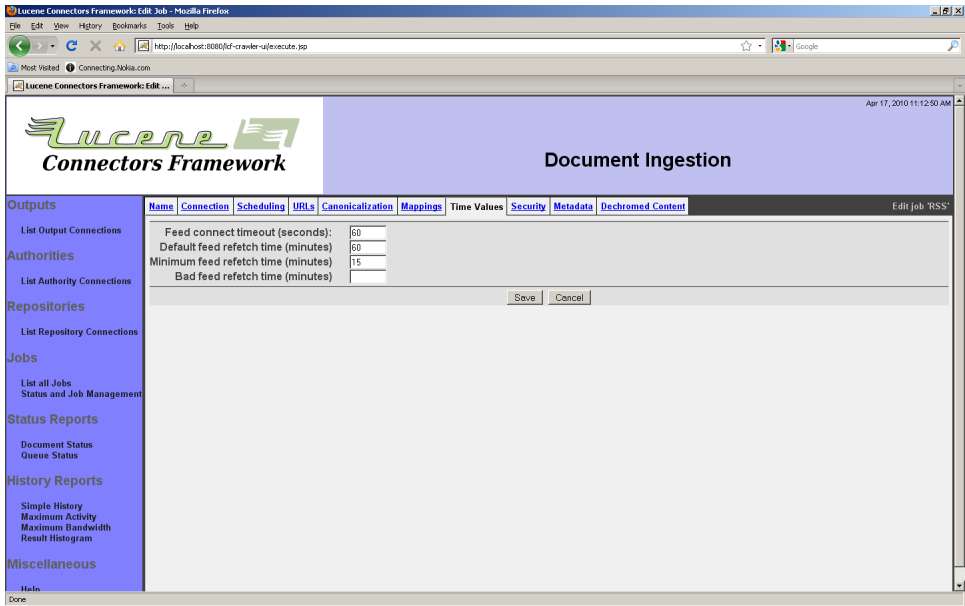 Lucene Connectors Framework: Edit Job - Mozilla Firefox
File Edit View History Bookmarks Tools Help
http://localhost:8080/lcf-crawler-ui/execute.jsp
Google
Most Visited Connecting.Nokia.com
Lucene Connectors Framework: Edit ...
Apr 17, 2010 11:12:50 AM
Lucene
Connectors Framework
Document Ingestion
Name Connection Scheduling URLs Canonicalization Mappings Time Values Security Metadata Dechromed Content Edit job 'RSS'
Outputs
List Output Connections
Authorities
List Authority Connections
Repositories
List Repository Connections
Jobs
List all Jobs
Status and Job Management
Status Reports
Document Status
Queue Status
History Reports
Simple History
Maximum Activity
Maximum Bandwidth
Result Histogram
Miscellaneous
Help
Feed connect timeout (seconds): 60
Default feed refetch time (minutes) 60
Minimum feed refetch time (minutes) 15
Bad feed refetch time (minutes)
Save Cancel
Done